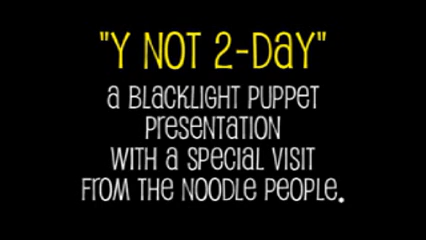 "Y NOT 2-DAY"
a BLACKLIGHT PUPPET
PRESENTATION
WITH a SPECIAL VISIT
FROM THE NOODLE PEOPLE.